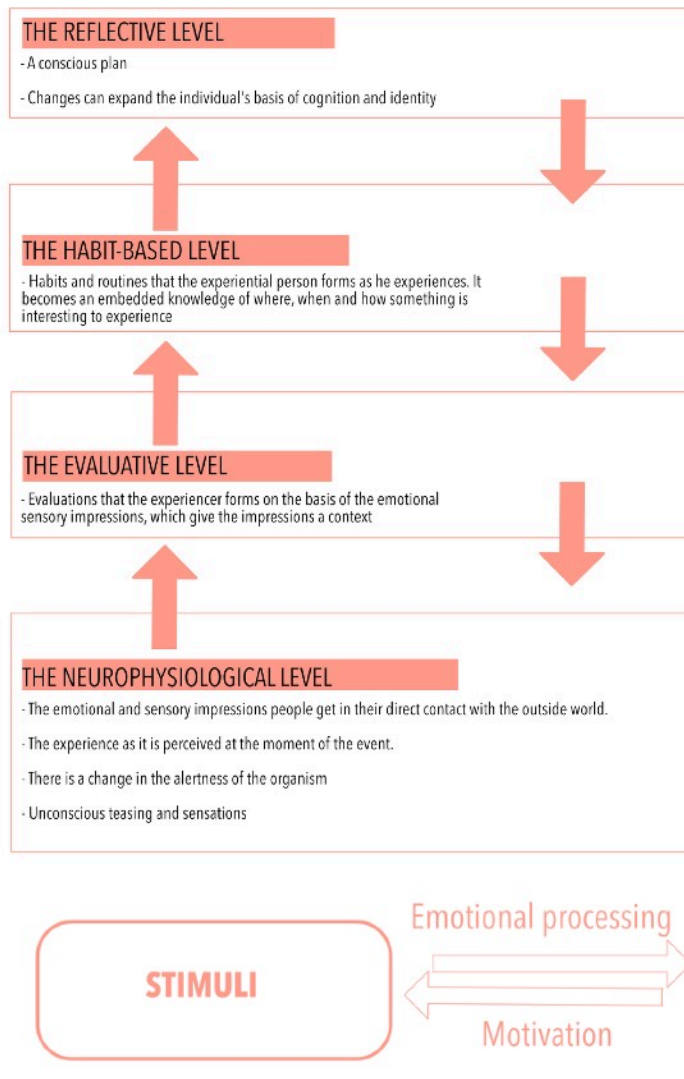 THE REFLECTIVE LEVEL
- A conscious plan
- Changes can expand the individual's basis of cognition and identity
THE HABIT-BASED LEVEL
- Habits and routines that the experiential person forms as he experiences. It
becomes an embedded knowledge of where, when and how something is
interesting to experience
THE EVALUATIVE LEVEL
- Evaluations that the experiencer forms on the basis of the emotional
sensory impressions, which give the impressions a context
THE NEUROPHYSIOLOGICAL LEVEL
- The emotional and sensory impressions people get in their direct contact with the outside world.
- The experience as it is perceived at the moment of the event.
- There is a change in the alertness of the organism
- Unconscious teasing and sensations
STIMULI
Emotional processing
Motivation